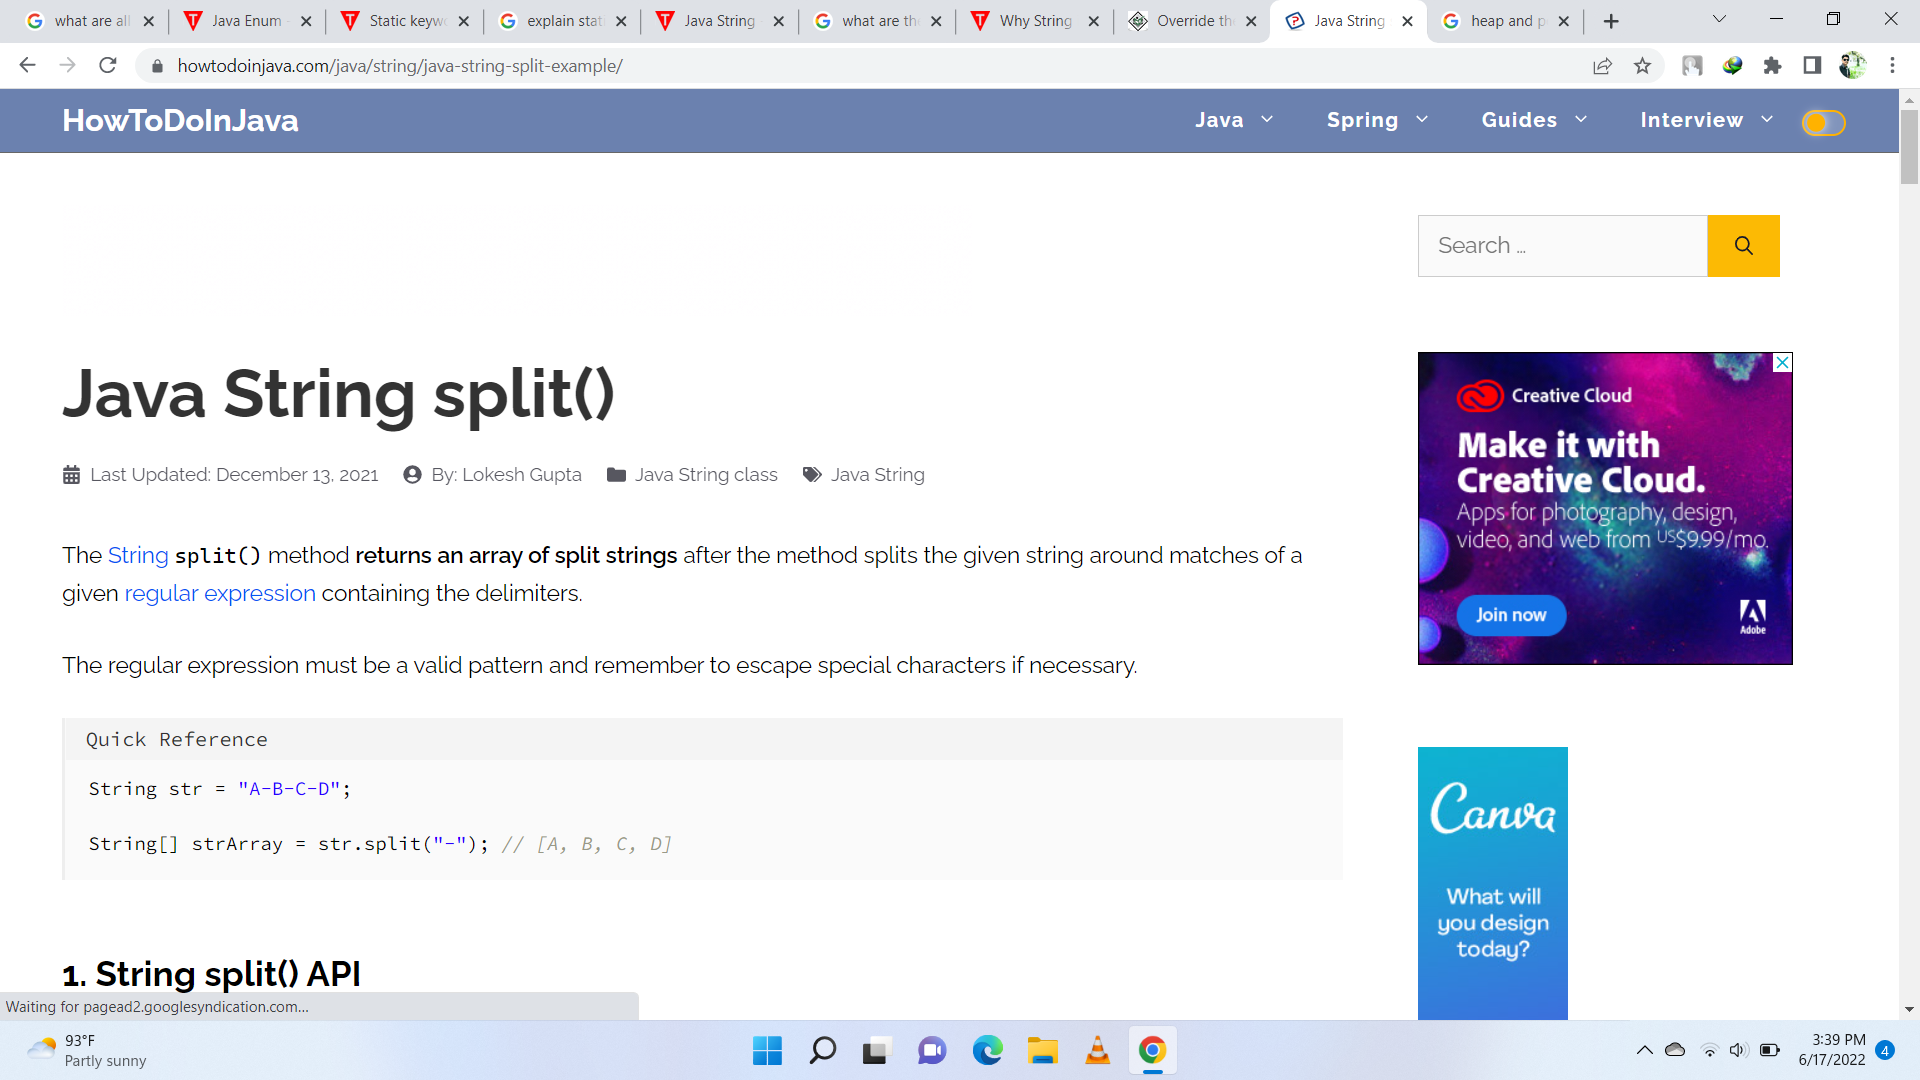 what are all
Java Enum
Static keyw
explain stati
Java String
what are the
Why String
Override the
Java String
heap and p
howtodoinjava.com/java/string/java-string-split-example/
HowToDoInJava
Java
Spring
Guides
Interview
Search ...
Java String split()
Last Updated: December 13, 2021
By: Lokesh Gupta
Java String class
Java String
The String split() method returns an array of split strings after the method splits the given string around matches of a
given regular expression containing the delimiters.
The regular expression must be a valid pattern and remember to escape special characters if necessary.
Quick Reference
String str = "A-B-C-D";
String[] strArray = str.split("-"); // [A, B, C, D]
1. String split() API
Creative Cloud
Make it with
Creative Cloud.
Apps for photography, design,
video, and web from US$9.99/mo.
Join now
Adobe
Canva
What will
you design
today?
Waiting for pagead2.googlesyndication.com...
93°F
Partly sunny
3:39 PM
6/17/2022
4